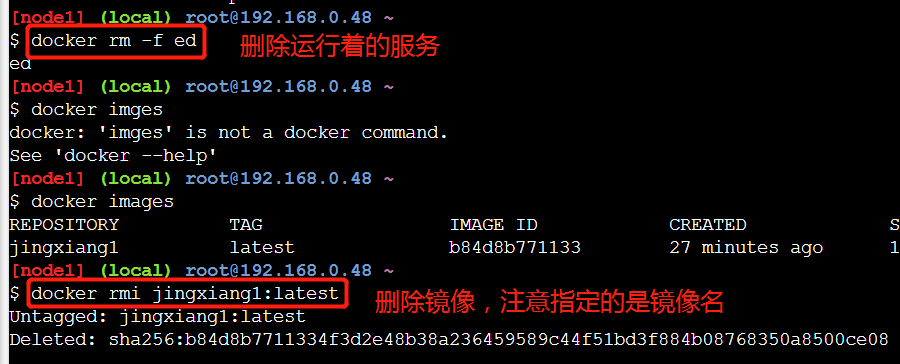 [node1] (local) root@192.168.0.48 ~
$ docker rm -f ed 删除运行着的服务
ed
[node1] (local) root@192.168.0.48 ~
$ docker imges
docker: 'imges' is not a docker command.
See 'docker --help'
[node1] (local) root@192.168.0.48 ~
$ docker images
REPOSITORY TAG IMAGE ID CREATED S
jingxiang1 latest b84d8b771133 27 minutes ago 1
[node1] (local) root@192.168.0.48 ~
$ docker rmi jingxiang1:latest 删除镜像，注意指定的是镜像名
Untagged: jingxiang1:latest
Deleted: sha256:b84d8b7711334f3d2e48b38a236459589c44f51bd3f884b08768350a8500ce08